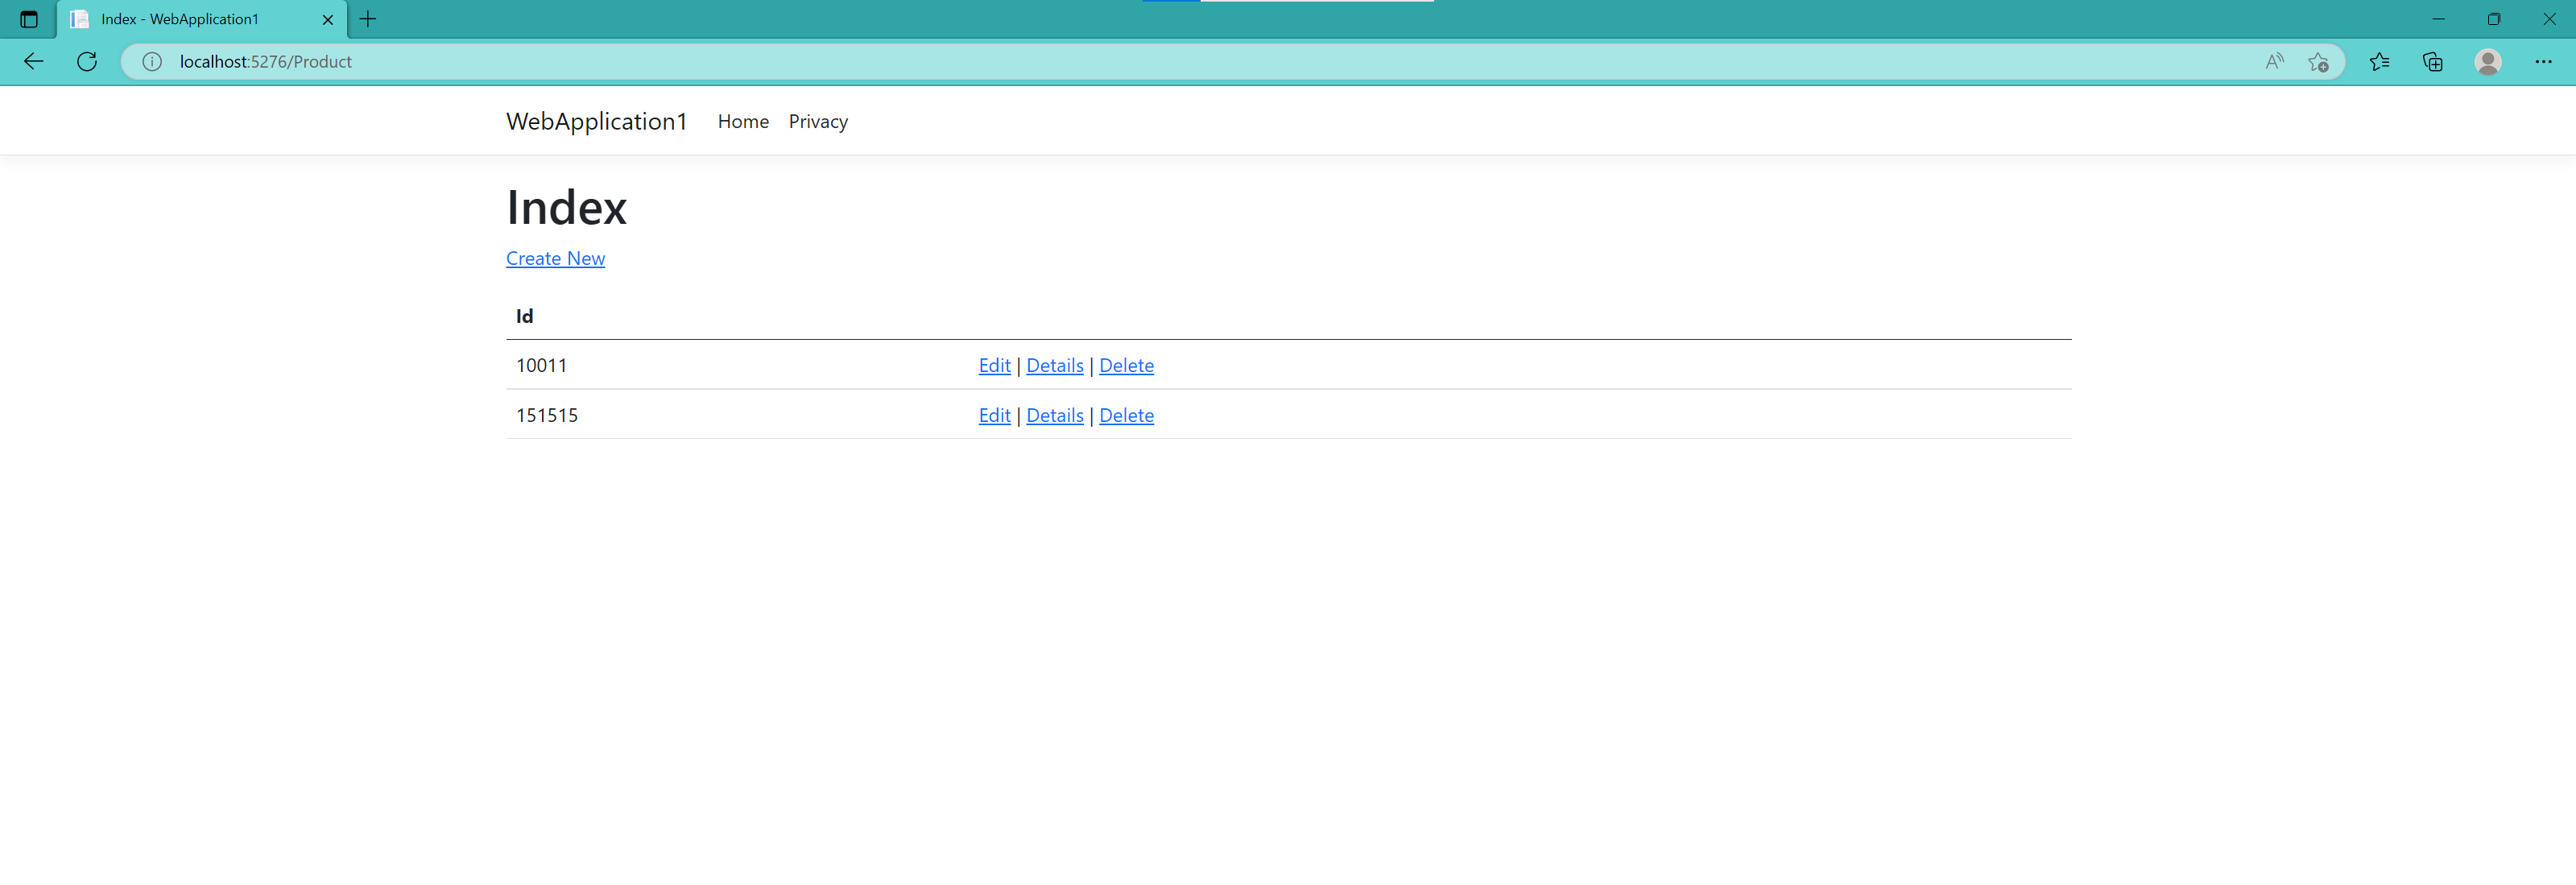 Index - WebApplication1
localhost:5276/Product
WebApplication1 Home Privacy
Index
Create New
Id
10011 Edit | Details | Delete
151515 Edit | Details | Delete